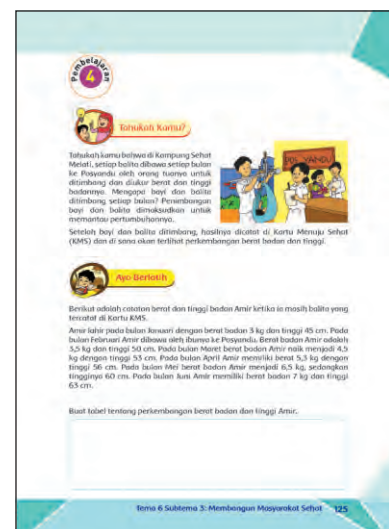 Pembelajaran
4
Tahukah Kamu?
Tahukah kamu bahwa di Kampung Sehat
Melati, setiap balita dibawa setiap bulan
ke Posyandu oleh orang tuanya untuk
ditimbang dan diukur berat dan tinggi
badannya. Mengapa bayi dan balita
ditimbang setiap bulan? Penimbangan
bayi dan balita dimaksudkan untuk
memantau pertumbuhannya.
POSYANDU
Setelah bayi dan balita ditimbang, hasilnya dicatat di Kartu Menuju Sehat
(KMS) dan di sana akan terlihat perkembangan berat badan dan tinggi.
Ayo Berlatih
Berikut adalah catatan berat dan tinggi badan Amir ketika ia masih balita yang
tercatat di Kartu KMS.
Amir lahir pada bulan Januari dengan berat badan 3 kg dan tinggi 45 cm. Pada
bulan Februari Amir dibawa oleh ibunya ke Posyandu. Berat badan Amir adalah
3,5 kg dan tinggi 50 cm. Pada bulan Maret berat badan Amir naik menjadi 4,5
kg dengan tinggi 53 cm. Pada bulan April Amir memiliki berat 5,3 kg dengan
tinggi 56 cm. Pada bulan Mei berat badan Amir menjadi 6,5 kg, sedangkan
tingginya 60 cm. Pada bulan Juni Amir memiliki berat badan 7 kg dan tinggi
63 cm.
Buat tabel tentang perkembangan berat badan dan tinggi Amir.
Tema 6 Subtema 3: Membangun Masyarakat Sehat 125